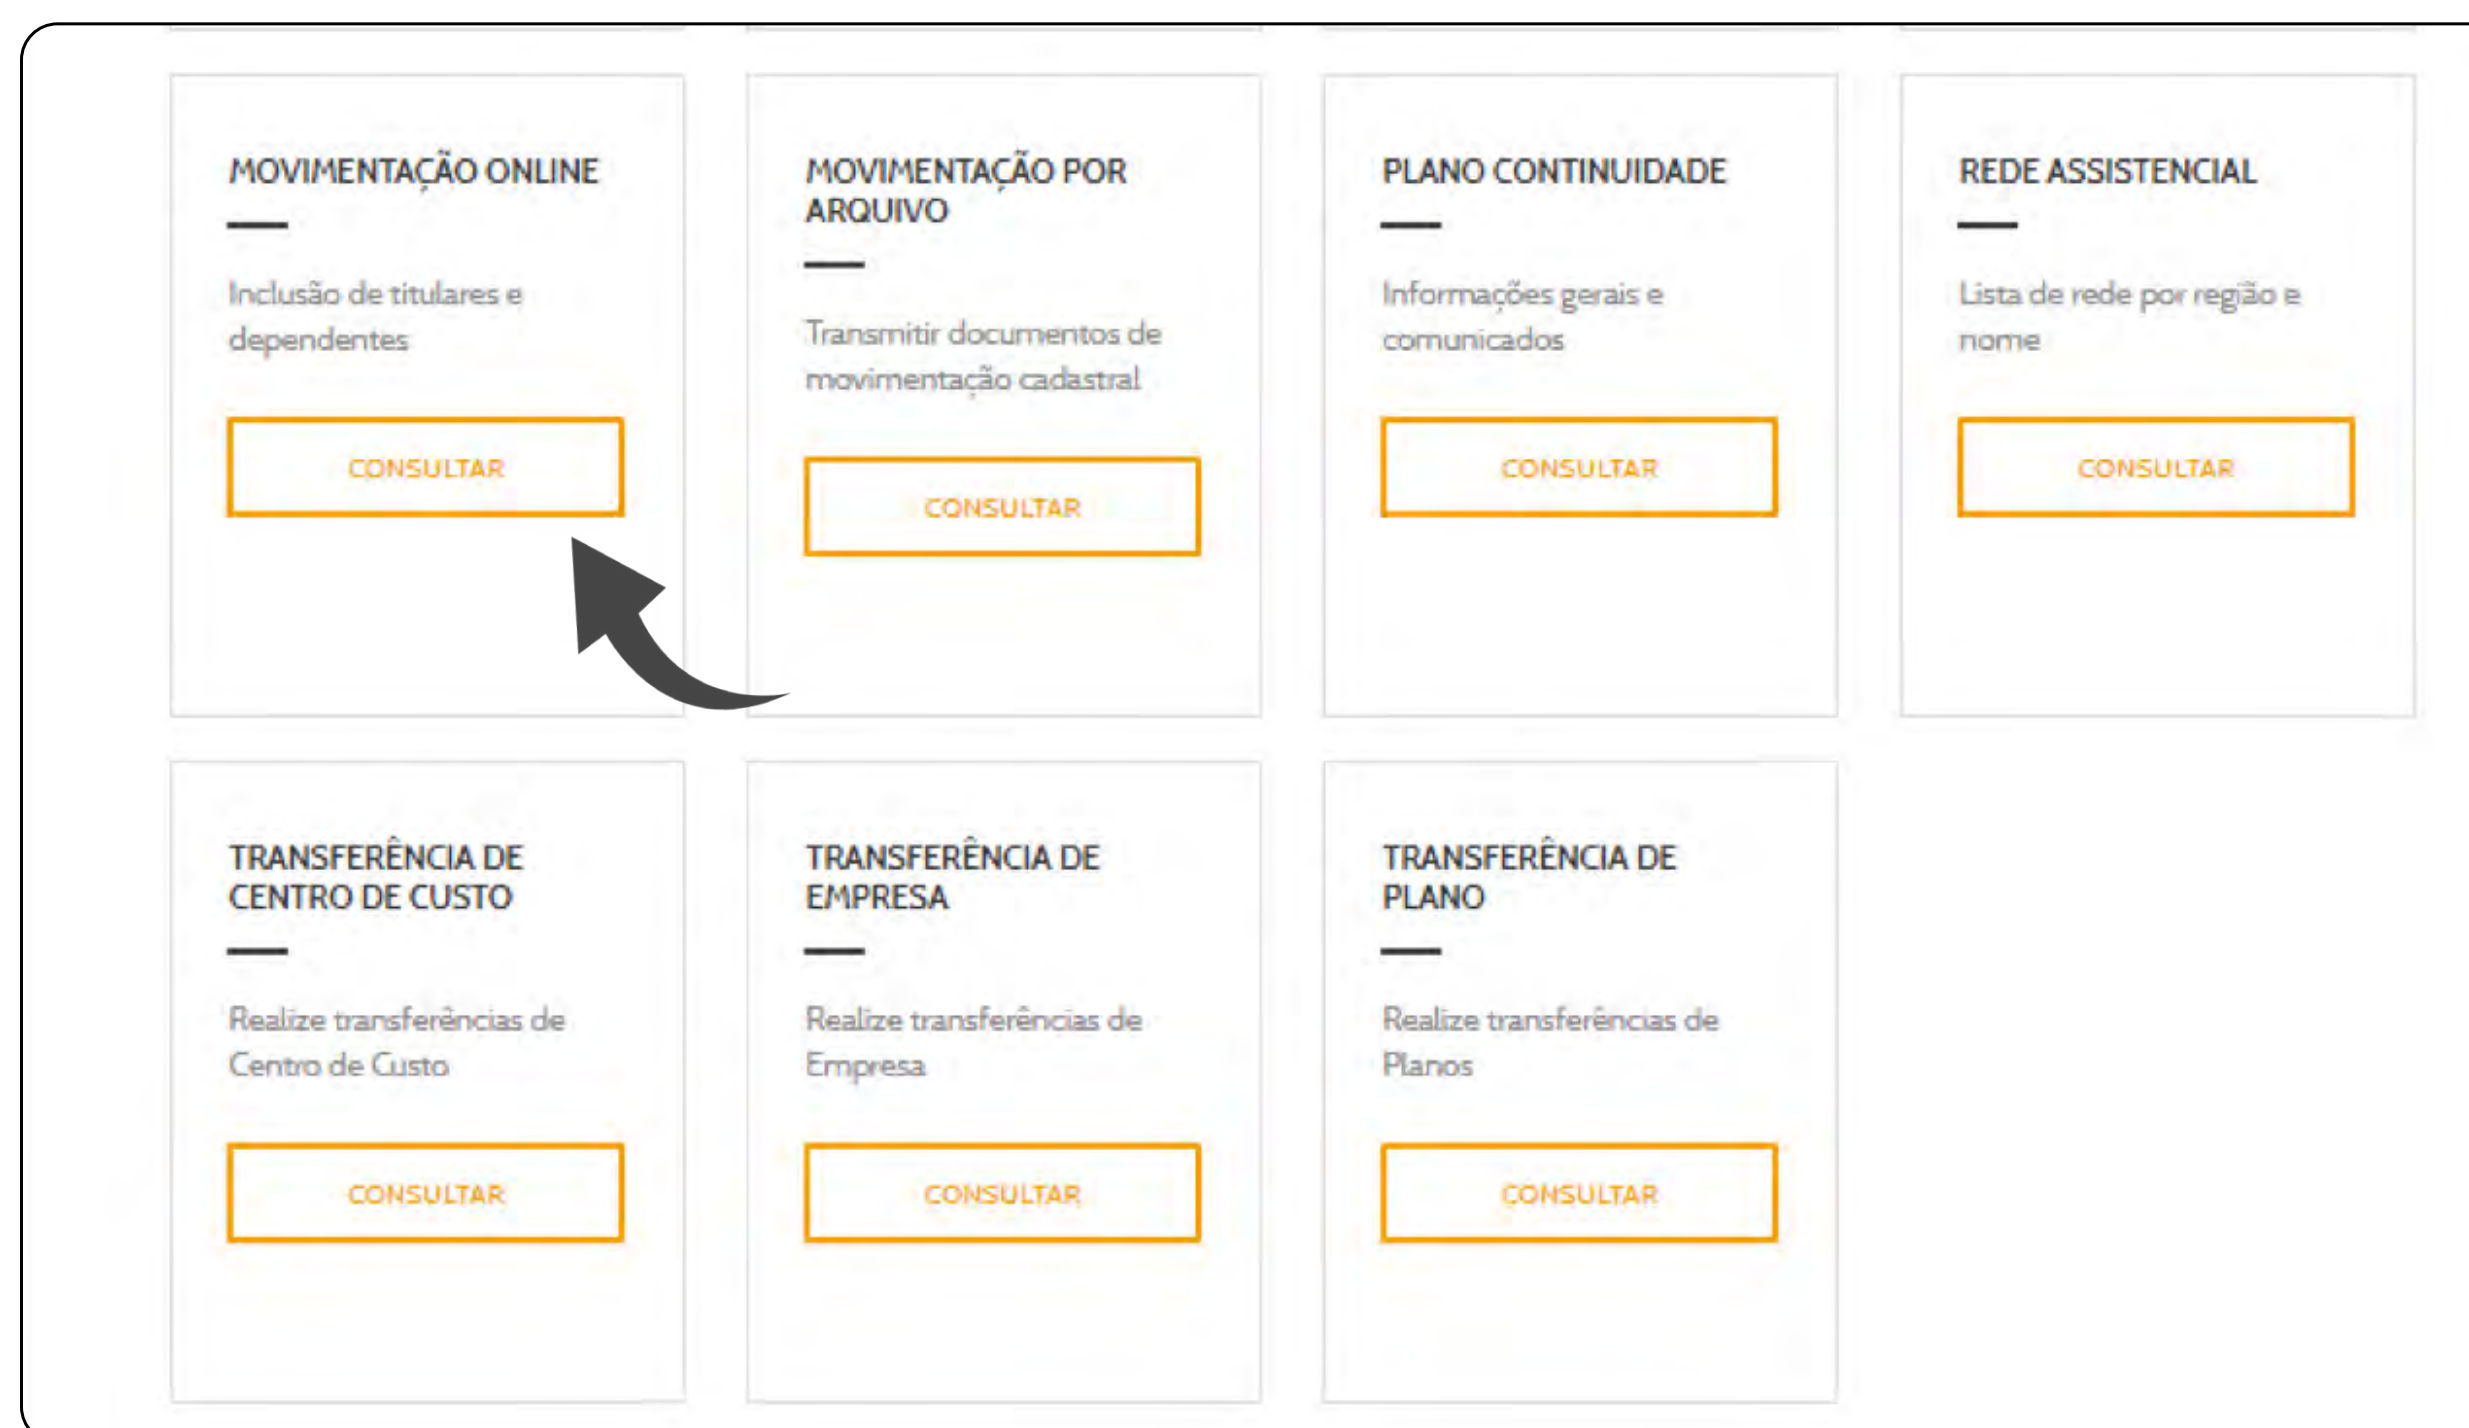 MOVIMENTAÇÃO ONLINE
Inclusão de titulares e
dependentes
CONSULTAR
MOVIMENTAÇÃO POR
ARQUIVO
Transmitir documentos de
movimentação cadastral
CONSULTAR
PLANO CONTINUIDADE
Informações gerais e
comunicados
CONSULTAR
REDE ASSISTENCIAL
Lista de rede por região e
nome
CONSULTAR
TRANSFERÊNCIA DE
CENTRO DE CUSTO
Realize transferências de
Centro de Custo
CONSULTAR
TRANSFERÊNCIA DE
EMPRESA
Realize transferências de
Empresa
CONSULTAR
TRANSFERÊNCIA DE
PLANO
Realize transferências de
Planos
CONSULTAR